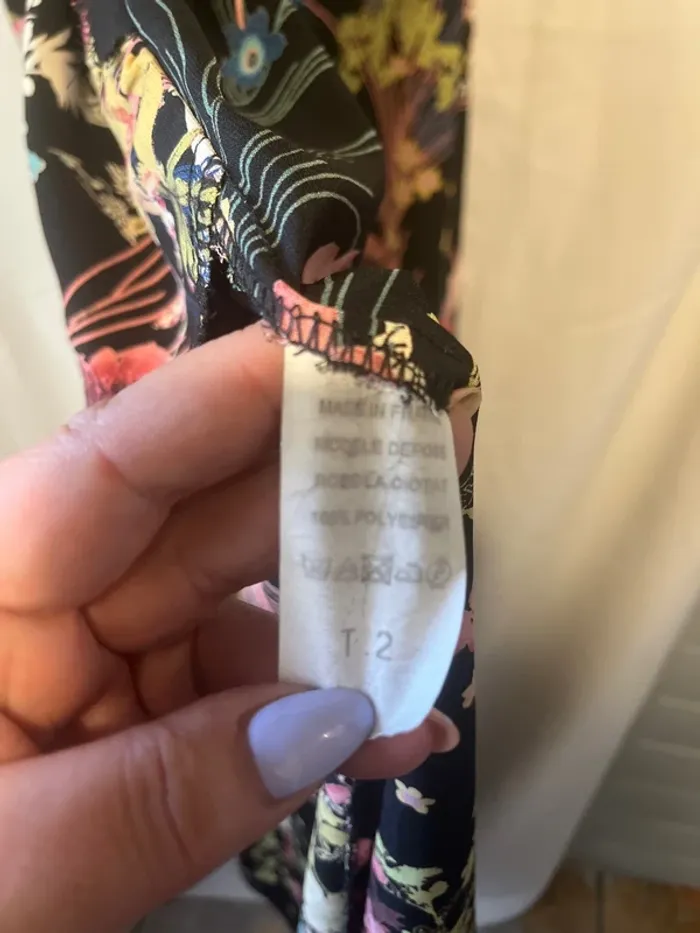 MADE IN FRANCE
MODELE DEPOSE
100% POLYESTER
T.2